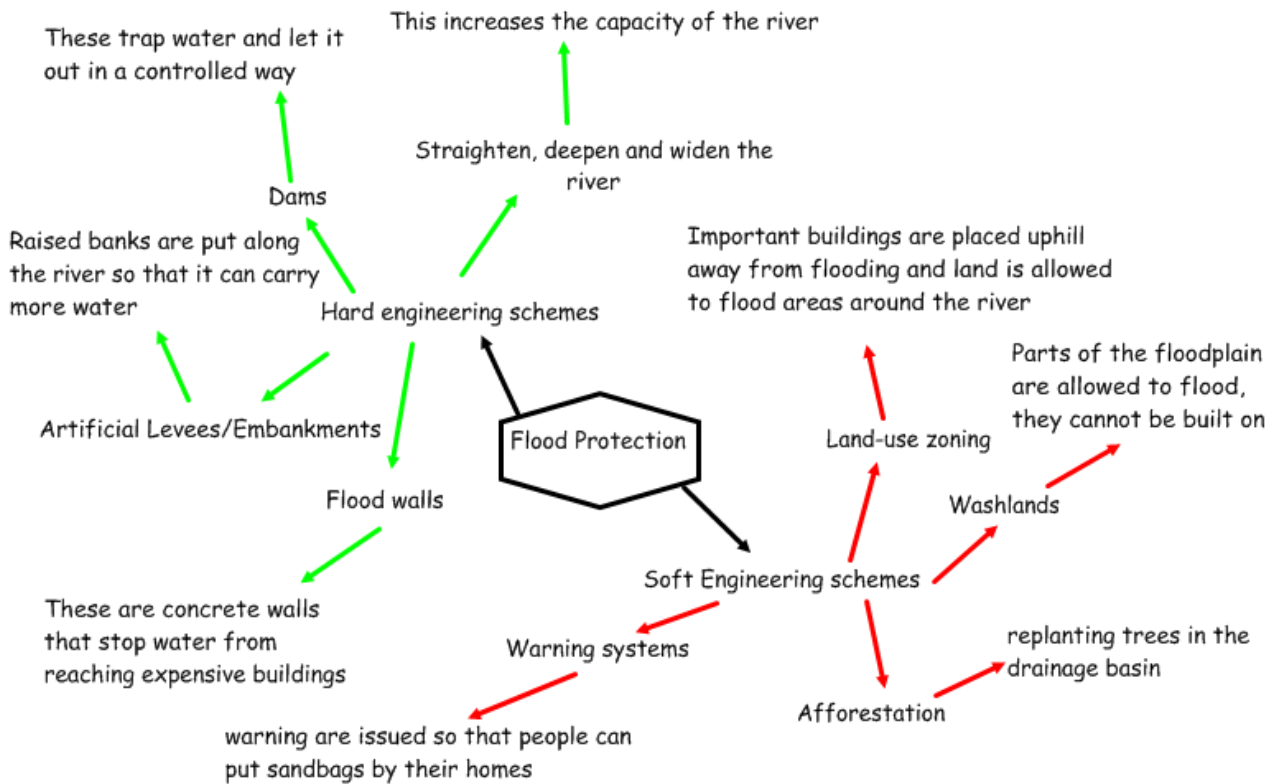 This increases the capacity of the river
These trap water and let it
out in a controlled way
Straighten, deepen and widen the
river
Dams
Raised banks are put along
the river so that it can carry
more water
Important buildings are placed uphill
away from flooding and land is allowed
to flood areas around the river
Hard engineering schemes
Parts of the floodplain
are allowed to flood,
they cannot be built on
Artificial Levees/Embankments
Flood Protection
Land-use zoning
Flood walls
Washlands
Soft Engineering schemes
These are concrete walls
that stop water from
reaching expensive buildings
Warning systems
replanting trees in the
drainage basin
Afforestation
warning are issued so that people can
put sandbags by their homes